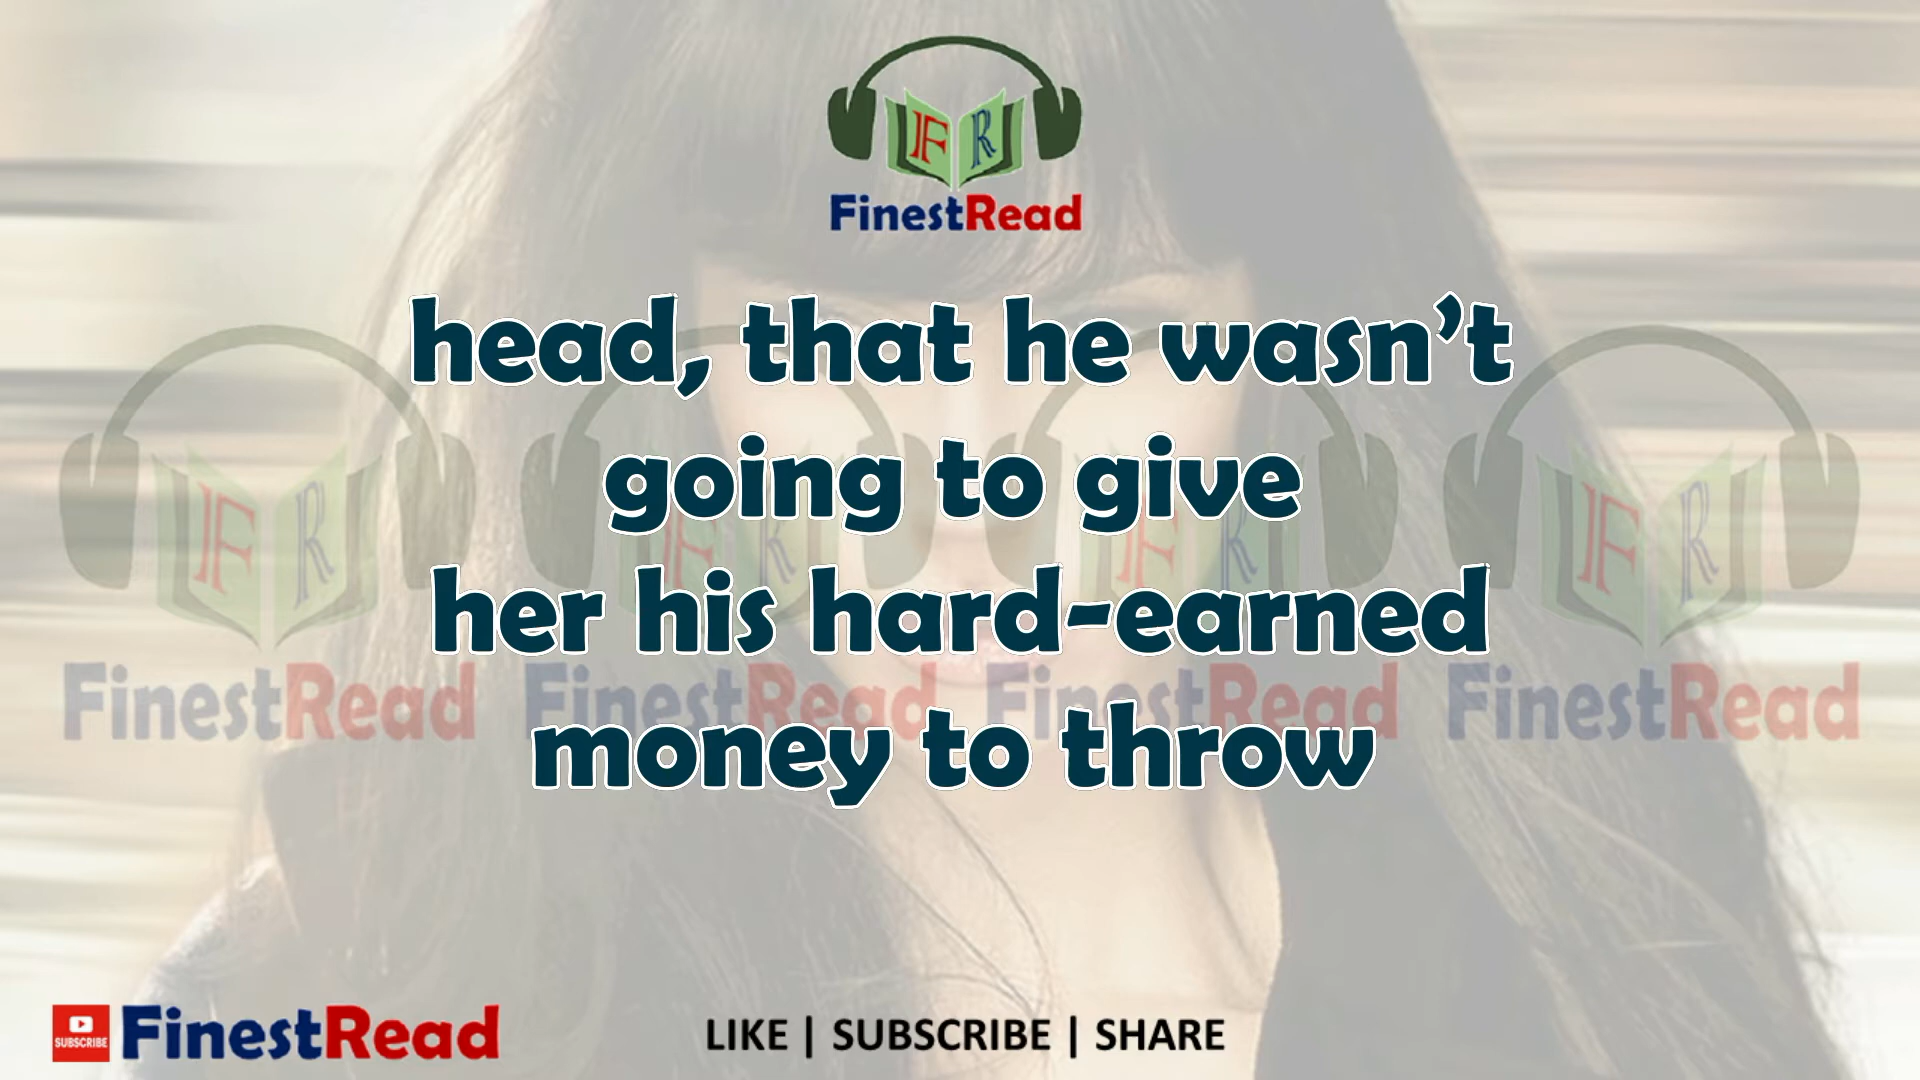 F R
FinestRead
head, that he wasn’t
going to give
her his hard-earned
money to throw
F R F R F R F R
FinestRead FinestRead FinestRead FinestRead
SUBSCRIBE FinestRead
LIKE | SUBSCRIBE | SHARE